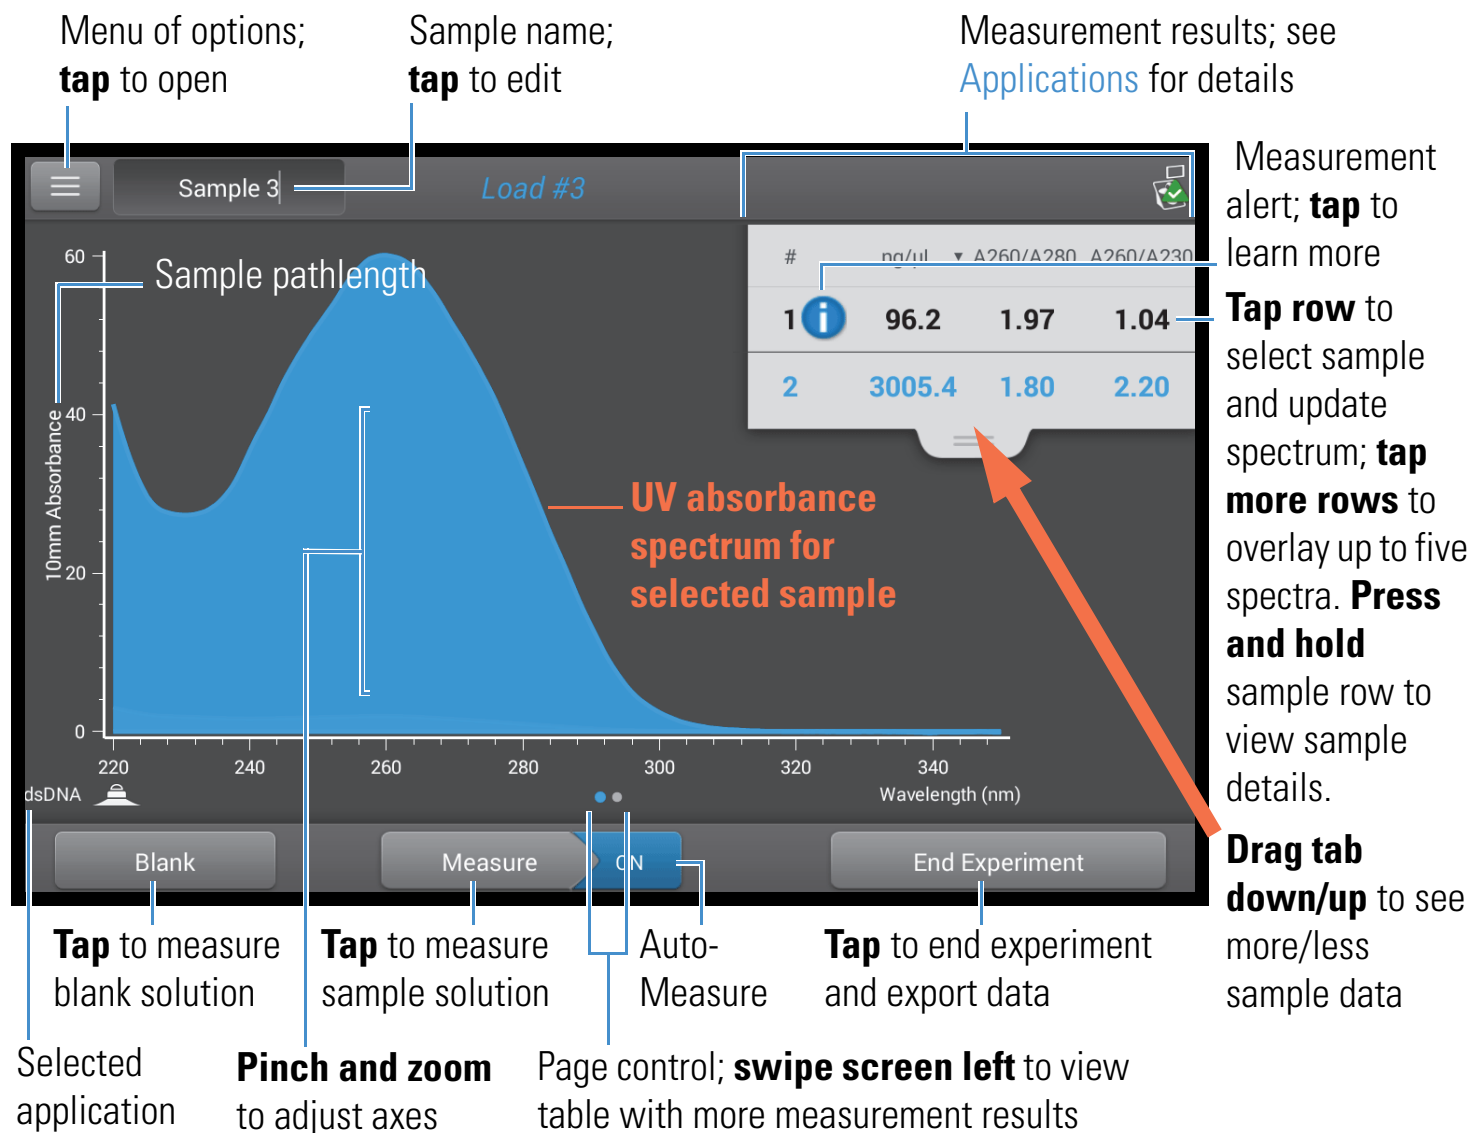 Menu of options;
tap to open
Sample name;
tap to edit
Measurement results; see
Applications for details
Sample 3
Load #3
Measurement
alert; tap to
learn more
Tap row to
select sample
and update
spectrum; tap
more rows to
overlay up to five
spectra. Press
and hold
sample row to
view sample
details.
Drag tab
down/up to see
more/less
sample data
# ng/µl ▼ A260/A280 A260/A230
1 i 96.2 1.97 1.04
2 3005.4 1.80 2.20
Sample pathlength
UV absorbance
spectrum for
selected sample
10mm Absorbance
60
40
20
0
220 240 260 280 300 320 340
Wavelength (nm)
dsDNA
Blank
Measure
ON
End Experiment
Tap to measure
blank solution
Tap to measure
sample solution
Auto-
Measure
Tap to end experiment
and export data
Selected
application
Pinch and zoom
to adjust axes
Page control; swipe screen left to view
table with more measurement results